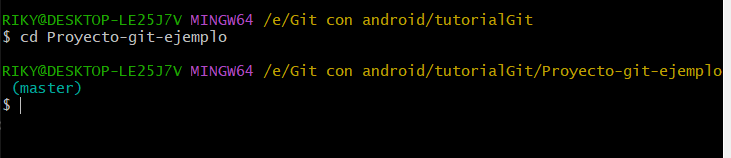 RIKY@DESKTOP-LE25J7V MINGW64 /e/Git con android/tutorialGit
$ cd Proyecto-git-ejemplo
RIKY@DESKTOP-LE25J7V MINGW64 /e/Git con android/tutorialGit/Proyecto-git-ejemplo
(master)
$